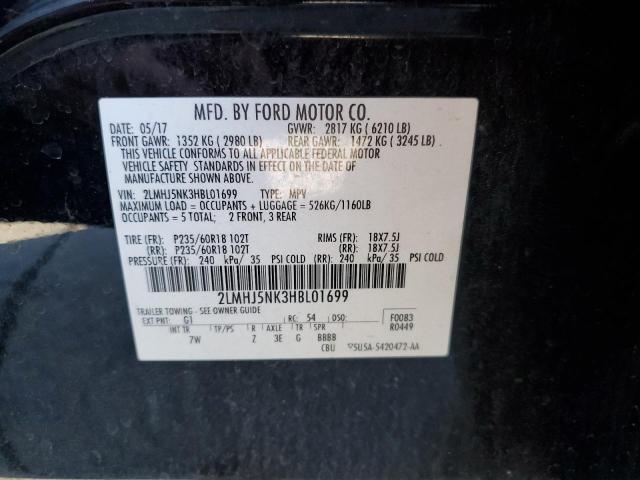 MFD. BY FORD MOTOR CO.
DATE: 05/17 GVWR: 2817 KG ( 6210 LB)
FRONT GAWR: 1352 KG ( 2980 LB) REAR GAWR: 1472 KG ( 3245 LB)
THIS VEHICLE CONFORMS TO ALL APPLICABLE FEDERAL MOTOR
VEHICLE SAFETY STANDARDS IN EFFECT ON THE DATE OF
MANUFACTURE SHOWN ABOVE.
VIN: 2LMHJ5NK3HBL01699 TYPE: MPV
MAXIMUM LOAD = OCCUPANTS + LUGGAGE = 526KG/1160LB
OCCUPANTS = 5 TOTAL; 2 FRONT, 3 REAR
TIRE (FR): P235/60R18 102T RIMS (FR): 18X7.5J
(RR): P235/60R18 102T (RR): 18X7.5J
PRESSURE (FR): 240 kPa/ 35 PSI COLD (RR): 240 kPa/ 35 PSI COLD
2LMHJ5NK3HBL01699
TRAILER TOWING - SEE OWNER GUIDE
EXT PNT: G1 RC: 54 DSO: F0083
R0449
INT TR TP/PS R AXLE TR SPR
7W Z 3E G BBBB
CBU 5USA-S420472-AA